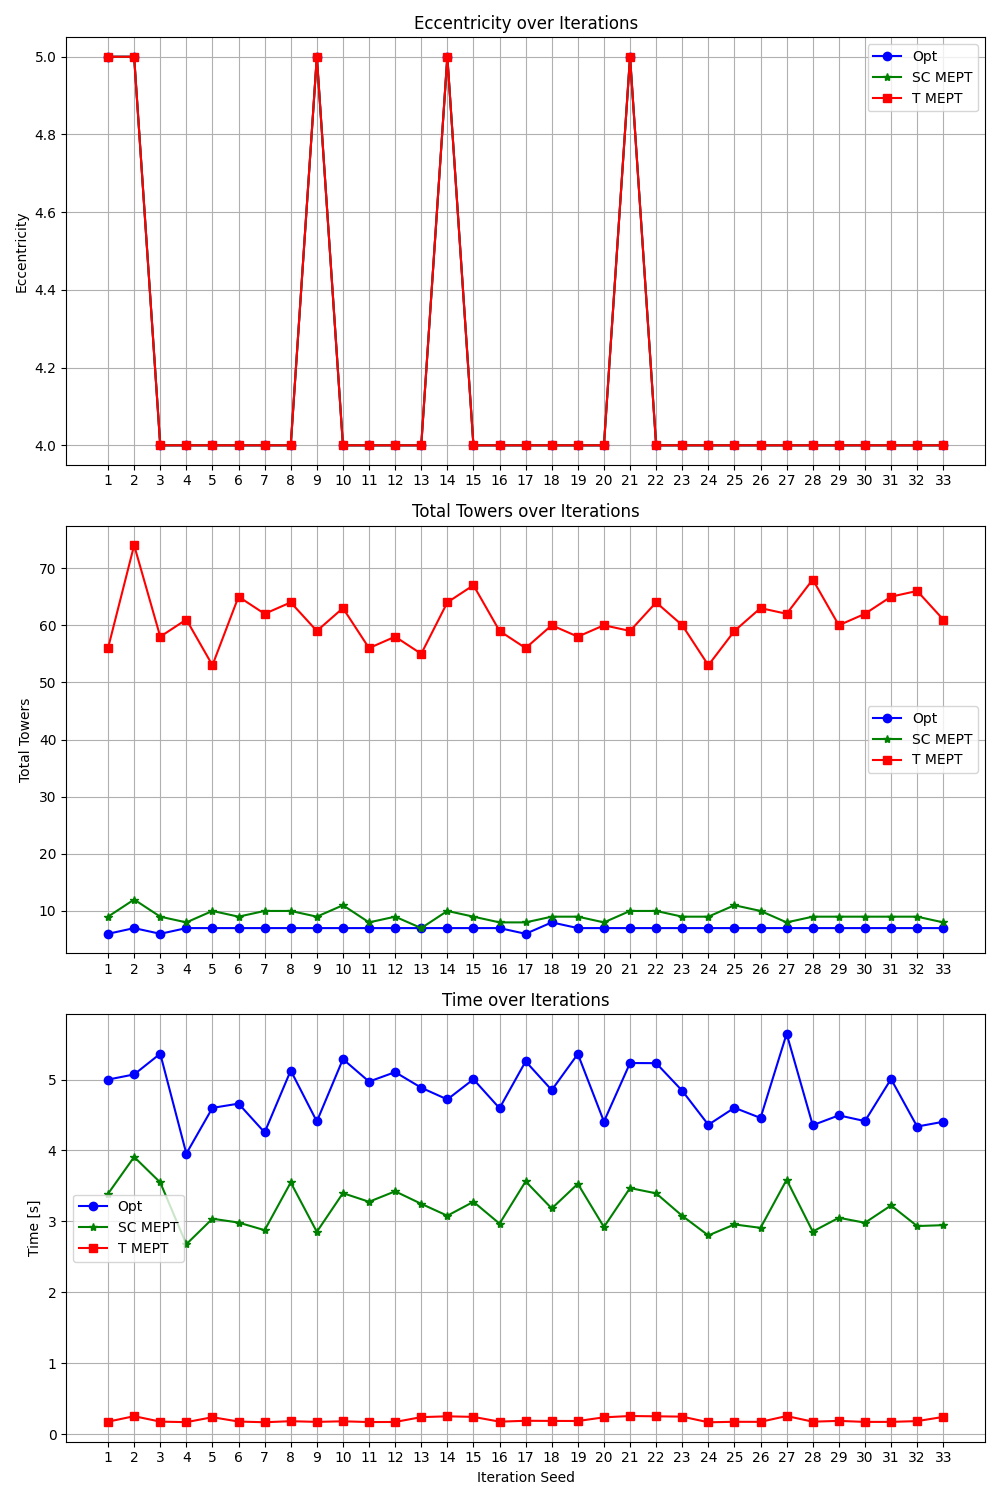 Eccentricity over Iterations
Eccentricity
5.0
4.8
4.6
4.4
4.2
4.0
Opt
SC MEPT
T MEPT
1 2 3 4 5 6 7 8 9 10 11 12 13 14 15 16 17 18 19 20 21 22 23 24 25 26 27 28 29 30 31 32 33
Total Towers over Iterations
Total Towers
70
60
50
40
30
20
10
Opt
SC MEPT
T MEPT
1 2 3 4 5 6 7 8 9 10 11 12 13 14 15 16 17 18 19 20 21 22 23 24 25 26 27 28 29 30 31 32 33
Time over Iterations
Time [s]
5
4
3
2
1
0
Opt
SC MEPT
T MEPT
1 2 3 4 5 6 7 8 9 10 11 12 13 14 15 16 17 18 19 20 21 22 23 24 25 26 27 28 29 30 31 32 33
Iteration Seed